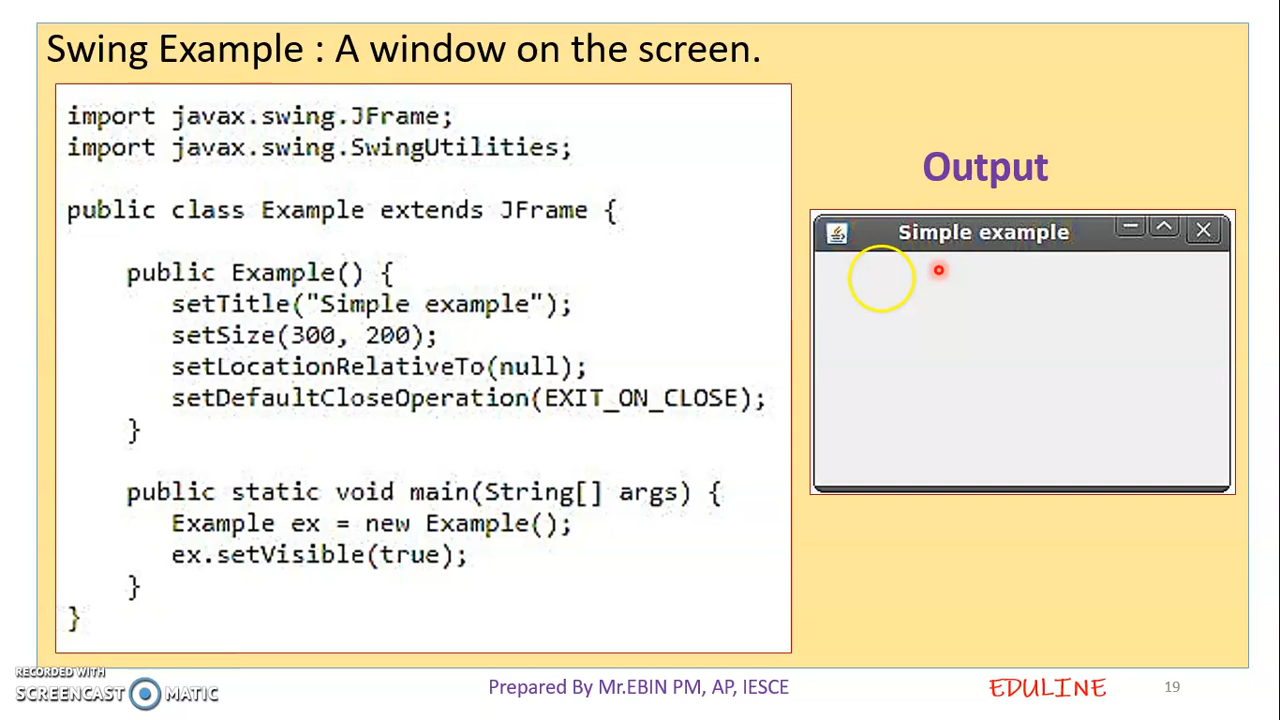 Swing Example : A window on the screen.
import javax.swing.JFrame;
import javax.swing.SwingUtilities;
public class Example extends JFrame {
public Example() {
setTitle("Simple example");
setSize(300, 200);
setLocationRelativeTo(null);
setDefaultCloseOperation(EXIT_ON_CLOSE);
}
public static void main(String[] args) {
Example ex = new Example();
ex.setVisible(true);
}
}
Output
Simple example
RECORDED WITH
SCREENCAST MATIC
Prepared By Mr.EBIN PM, AP, IESCE
EDULINE
19